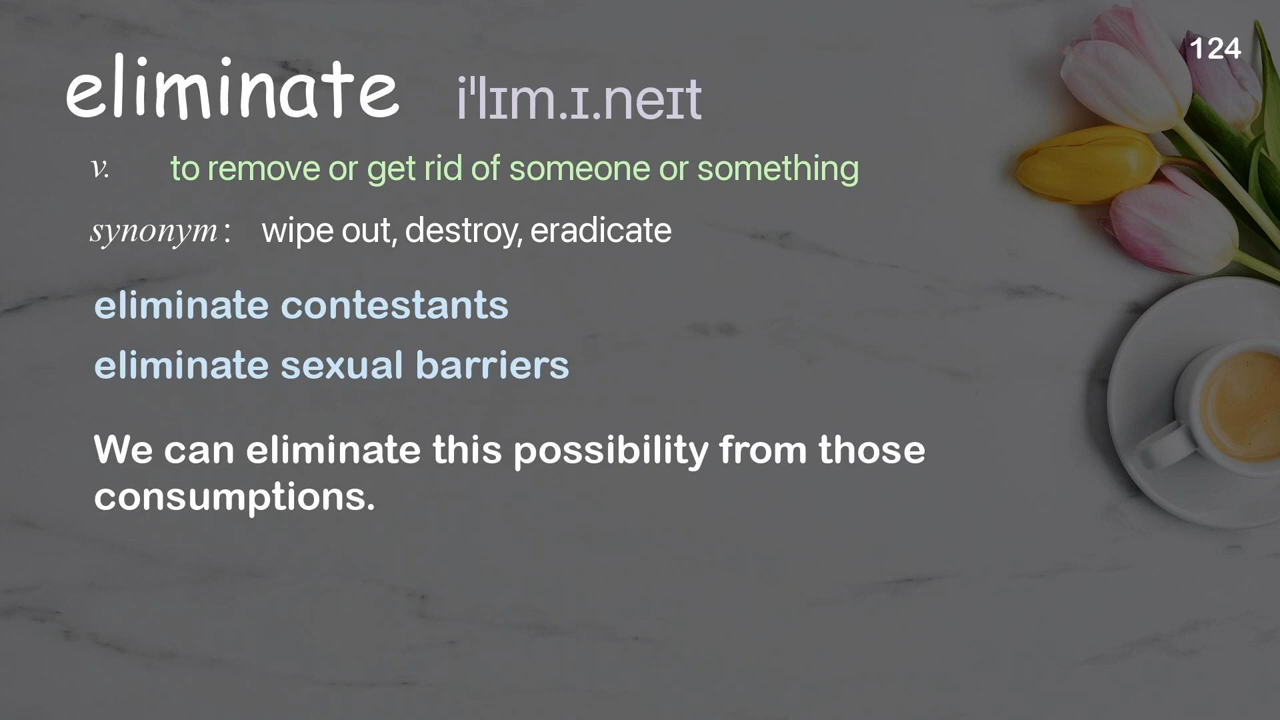 124
eliminate iˈlɪm.ɪ.neɪt
v. to remove or get rid of someone or something
synonym : wipe out, destroy, eradicate
eliminate contestants
eliminate sexual barriers
We can eliminate this possibility from those
consumptions.